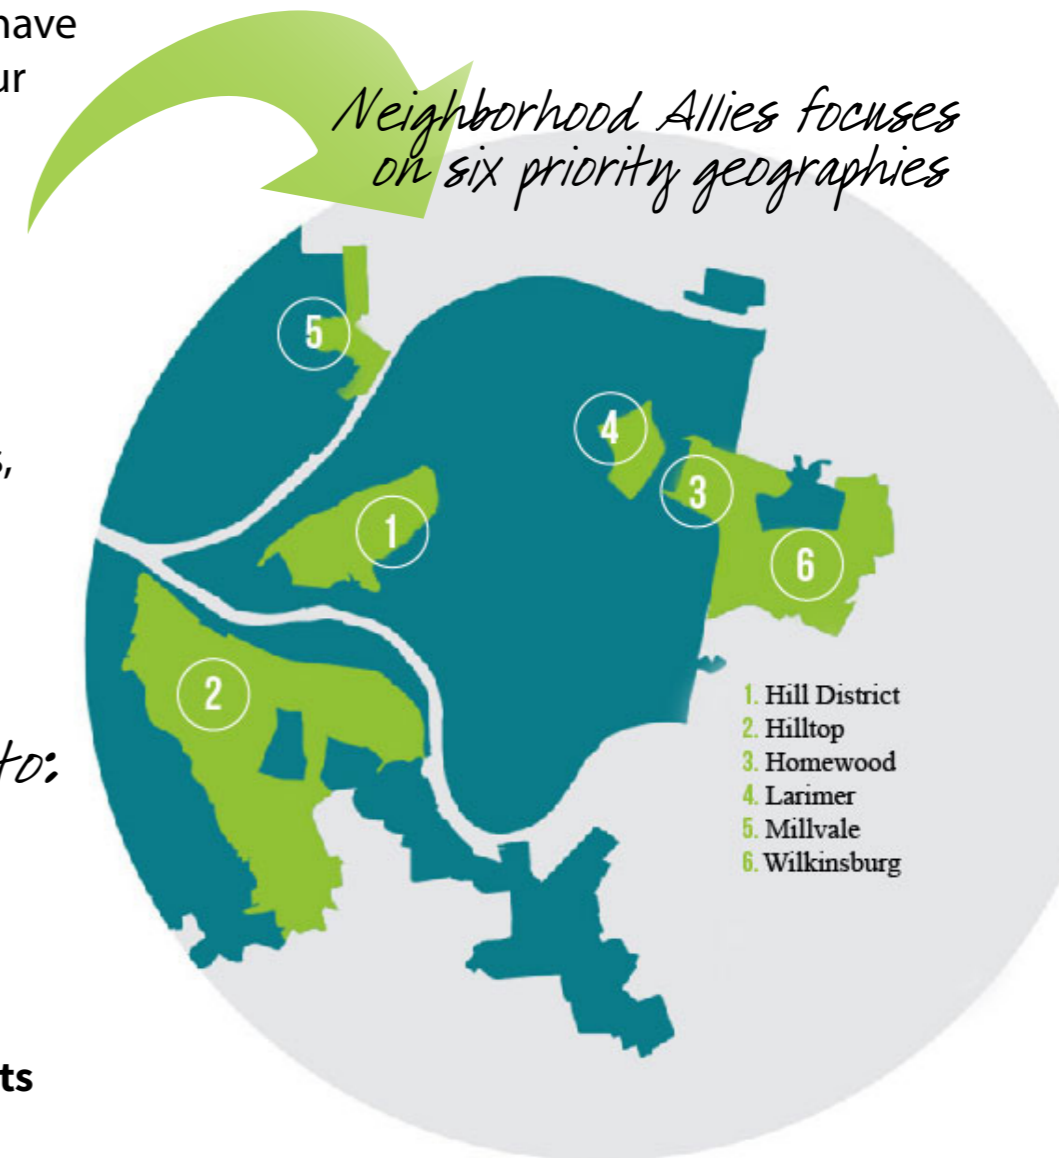 have
ur
Neighborhood Allies focuses
on six priority geographies
5
4
3
1
6
2
s,
1. Hill District
2. Hilltop
3. Homewood
4. Larimer
5. Millvale
6. Wilkinsburg
to:
ts